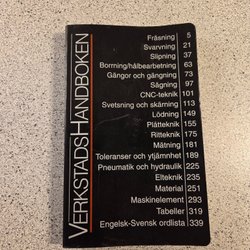 VERKSTADSHANDBOKEN
Fräsning 5
Svarvning 21
Slipning 37
Borrning/hålbearbetning 63
Gängor och gängning 73
Sågning 97
CNC-teknik 101
Svetsning och skärning 113
Lödning 149
Plåtteknik 155
Ritteknik 175
Mätning 181
Toleranser och ytjämnhet 189
Pneumatik och hydraulik 225
Elteknik 235
Material 251
Maskinelement 293
Tabeller 319
Engelsk-Svensk ordlista 339